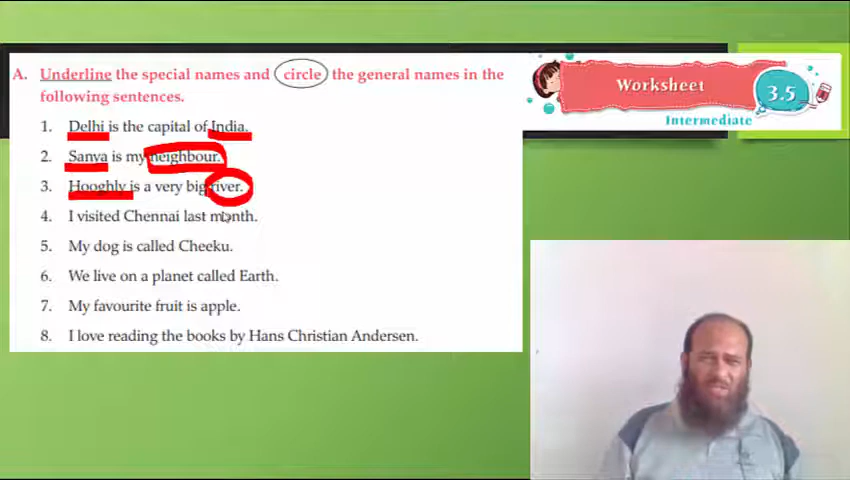 A. Underline the special names and circle the general names in the
following sentences.
1. Delhi is the capital of India.
2. Sanya is my neighbour.
3. Hooghly is a very big river.
4. I visited Chennai last month.
5. My dog is called Cheeku.
6. We live on a planet called Earth.
7. My favourite fruit is apple.
8. I love reading the books by Hans Christian Andersen.
Worksheet
3.5
Intermediate